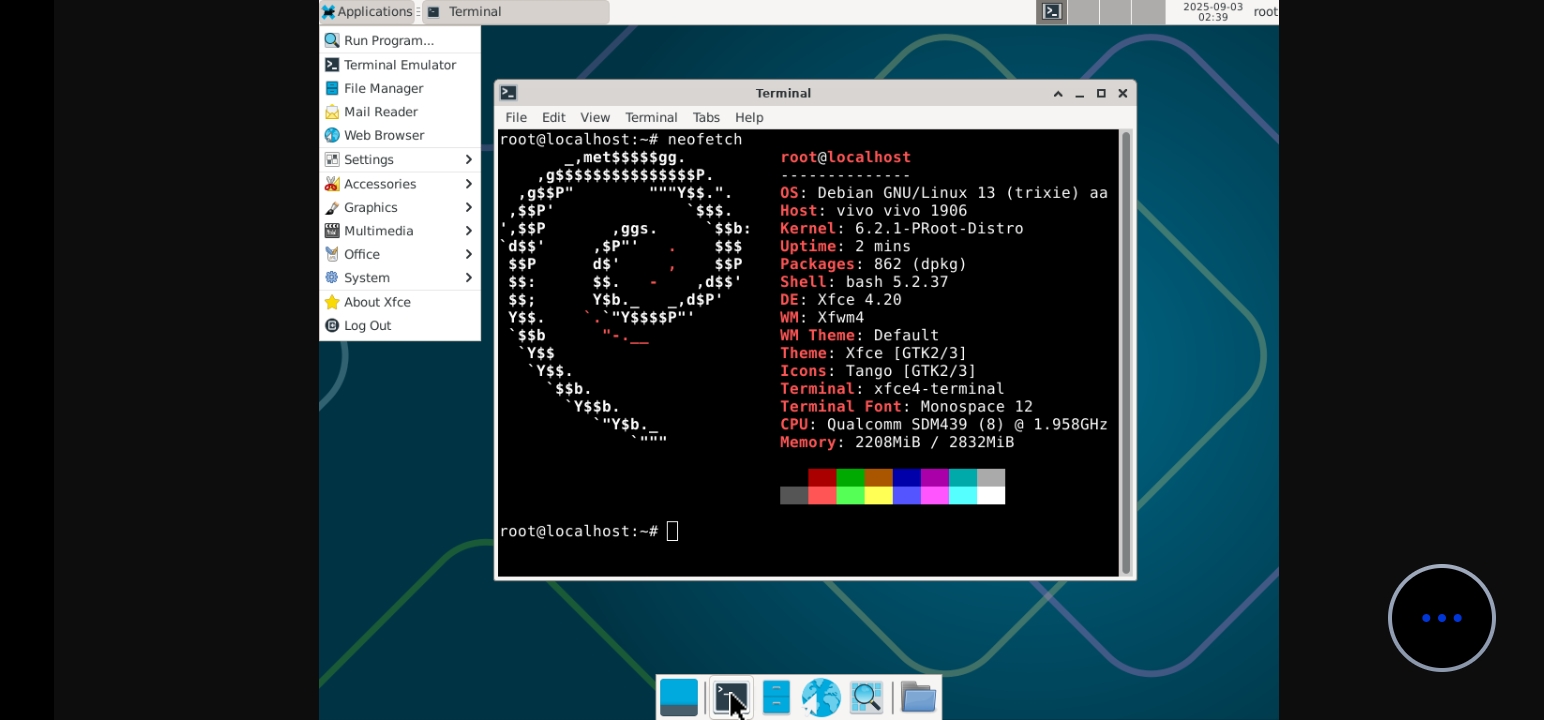 Applications
Terminal
2025-09-03
02:39
root
Run Program...
Terminal Emulator
File Manager
Mail Reader
Web Browser
Settings
Accessories
Graphics
Multimedia
Office
System
About Xfce
Log Out
Terminal
File Edit View Terminal Tabs Help
root@localhost:~# neofetch
_,met$$$$$gg.
,g$$$$$$$$$$$$$$$P.
,g$$P"         """Y$$.".
,$$P'               `$$$.
',$$P       ,ggs.     `$$b:
`d$$'     ,$P"'   .    $$$
$$P      d$'     ,    $$P
$$:      $$.   -    ,d$$'
$$;      Y$b._   _,d$P'
Y$$.    `.`"Y$$$$P"'
`$$b      "-.__
`Y$$
`Y$$.
`$$b.
`Y$$b.
`"Y$b._
`"""
root@localhost
--------------
OS: Debian GNU/Linux 13 (trixie) aa
Host: vivo vivo 1906
Kernel: 6.2.1-PRoot-Distro
Uptime: 2 mins
Packages: 862 (dpkg)
Shell: bash 5.2.37
DE: Xfce 4.20
WM: Xfwm4
WM Theme: Default
Theme: Xfce [GTK2/3]
Icons: Tango [GTK2/3]
Terminal: xfce4-terminal
Terminal Font: Monospace 12
CPU: Qualcomm SDM439 (8) @ 1.958GHz
Memory: 2208MiB / 2832MiB
root@localhost:~#